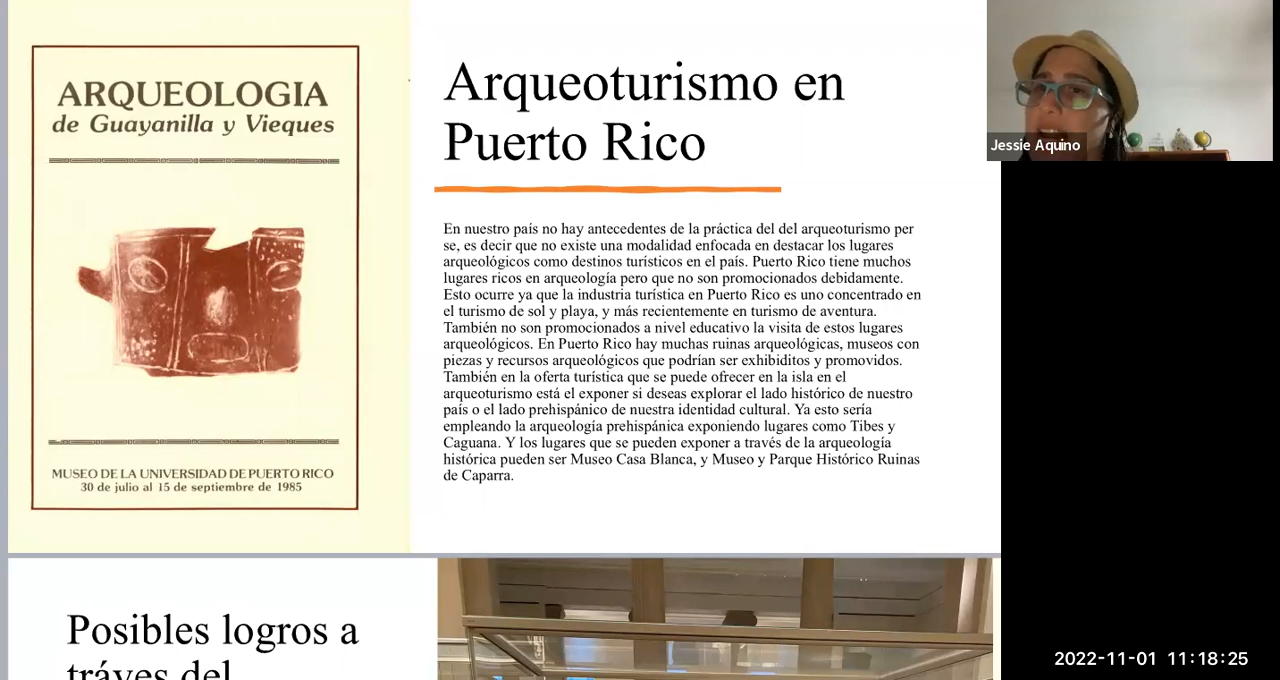 ARQUEOLOGIA
de Guayanilla y Vieques
MUSEO DE LA UNIVERSIDAD DE PUERTO RICO
30 de julio al 15 de septiembre de 1985
Arqueoturismo en
Puerto Rico
En nuestro país no hay antecedentes de la práctica del del arqueoturismo per
se, es decir que no existe una modalidad enfocada en destacar los lugares
arqueológicos como destinos turísticos en el país. Puerto Rico tiene muchos
lugares ricos en arqueología pero que no son promocionados debidamente.
Esto ocurre ya que la industria turística en Puerto Rico es uno concentrado en
el turismo de sol y playa, y más recientemente en turismo de aventura.
También no son promocionados a nivel educativo la visita de estos lugares
arqueológicos. En Puerto Rico hay muchas ruinas arqueológicas, museos con
piezas y recursos arqueológicos que podrían ser exhibiditos y promovidos.
También en la oferta turística que se puede ofrecer en la isla en el
arqueoturismo está el exponer si deseas explorar el lado histórico de nuestro
país o el lado prehispánico de nuestra identidad cultural. Ya esto sería
empleando la arqueología prehispánica exponiendo lugares como Tibes y
Caguana. Y los lugares que se pueden exponer a través de la arqueología
histórica pueden ser Museo Casa Blanca, y Museo y Parque Histórico Ruinas
de Caparra.
Jessie Aquino
Posibles logros a
tráves del
2022-11-01 11:18:25